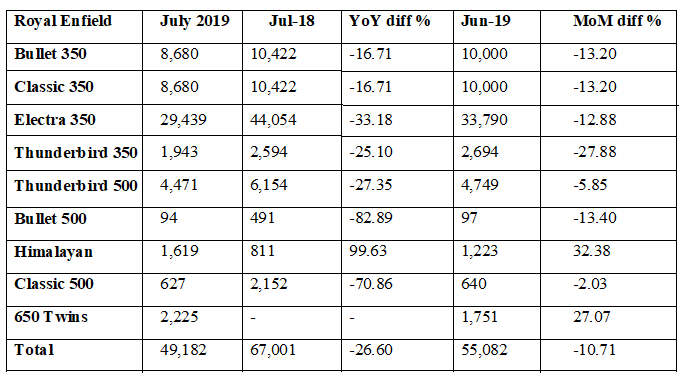 Royal Enfield July 2019 Jul-18 YoY diff % Jun-19 MoM diff %
Bullet 350 8,680 10,422 -16.71 10,000 -13.20
Classic 350 8,680 10,422 -16.71 10,000 -13.20
Electra 350 29,439 44,054 -33.18 33,790 -12.88
Thunderbird 350 1,943 2,594 -25.10 2,694 -27.88
Thunderbird 500 4,471 6,154 -27.35 4,749 -5.85
Bullet 500 94 491 -82.89 97 -13.40
Himalayan 1,619 811 99.63 1,223 32.38
Classic 500 627 2,152 -70.86 640 -2.03
650 Twins 2,225 - - 1,751 27.07
Total 49,182 67,001 -26.60 55,082 -10.71